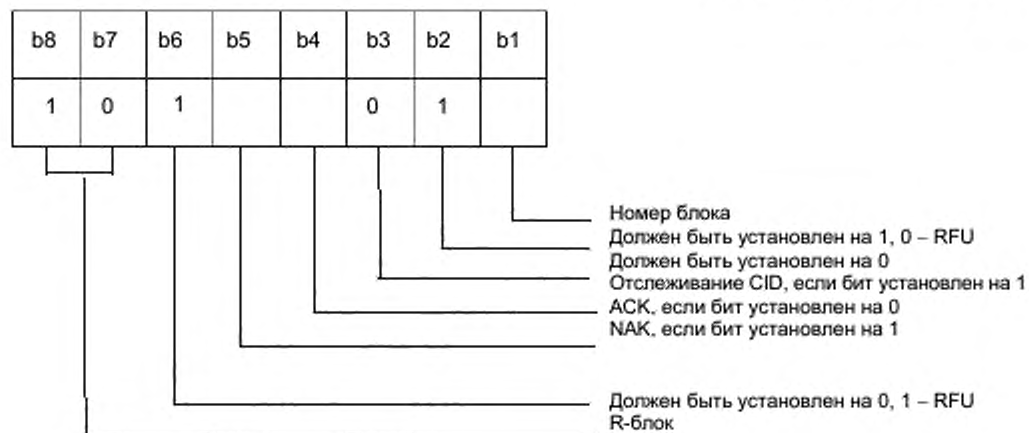 b8 b7 b6 b5 b4 b3 b2 b1
1 0 1 0 1
Номер блока
Должен быть установлен на 1, 0 – RFU
Должен быть установлен на 0
Отслеживание CID, если бит установлен на 1
ACK, если бит установлен на 0
NAK, если бит установлен на 1
Должен быть установлен на 0, 1 – RFU
R-блок